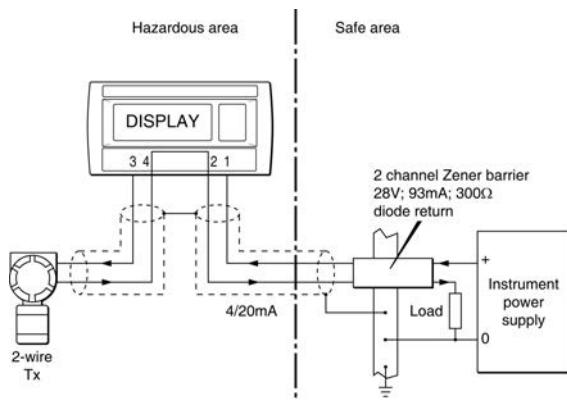 Hazardous area
Safe area
DISPLAY
3 4
2 1
2 channel Zener barrier
28V; 93mA; 300Ω
diode return
+
Instrument
power
supply
Load
0
4/20mA
2-wire
Tx